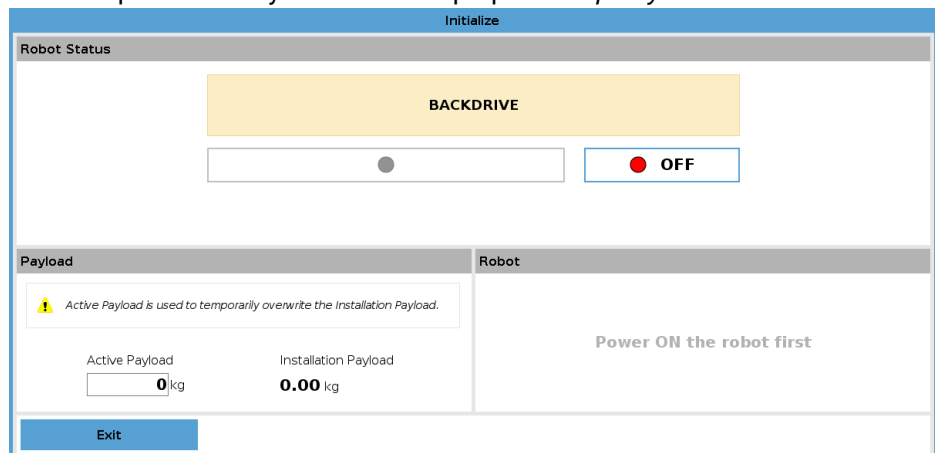 Initialize
Robot Status
BACKDRIVE
OFF
Payload
Active Payload is used to temporarily overwrite the Installation Payload.
Active Payload
Installation Payload
0 kg
0.00 kg
Robot
Power ON the robot first
Exit